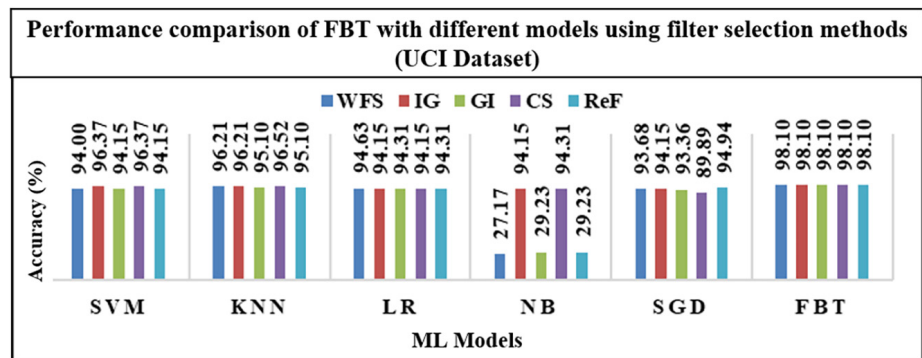 Performance comparison of FBT with different models using filter selection methods
(UCI Dataset)
WFS IG GI CS ReF
Accuracy (%)
94.00 96.37 94.15 96.37 94.15
96.21 96.21 95.10 96.52 95.10
94.63 94.15 94.31 94.15 94.31
27.17 94.15 29.23 94.31 29.23
93.68 94.15 93.36 89.89 94.94
98.10 98.10 98.10 98.10 98.10
SVM KNN LR NB SGD FBT
ML Models